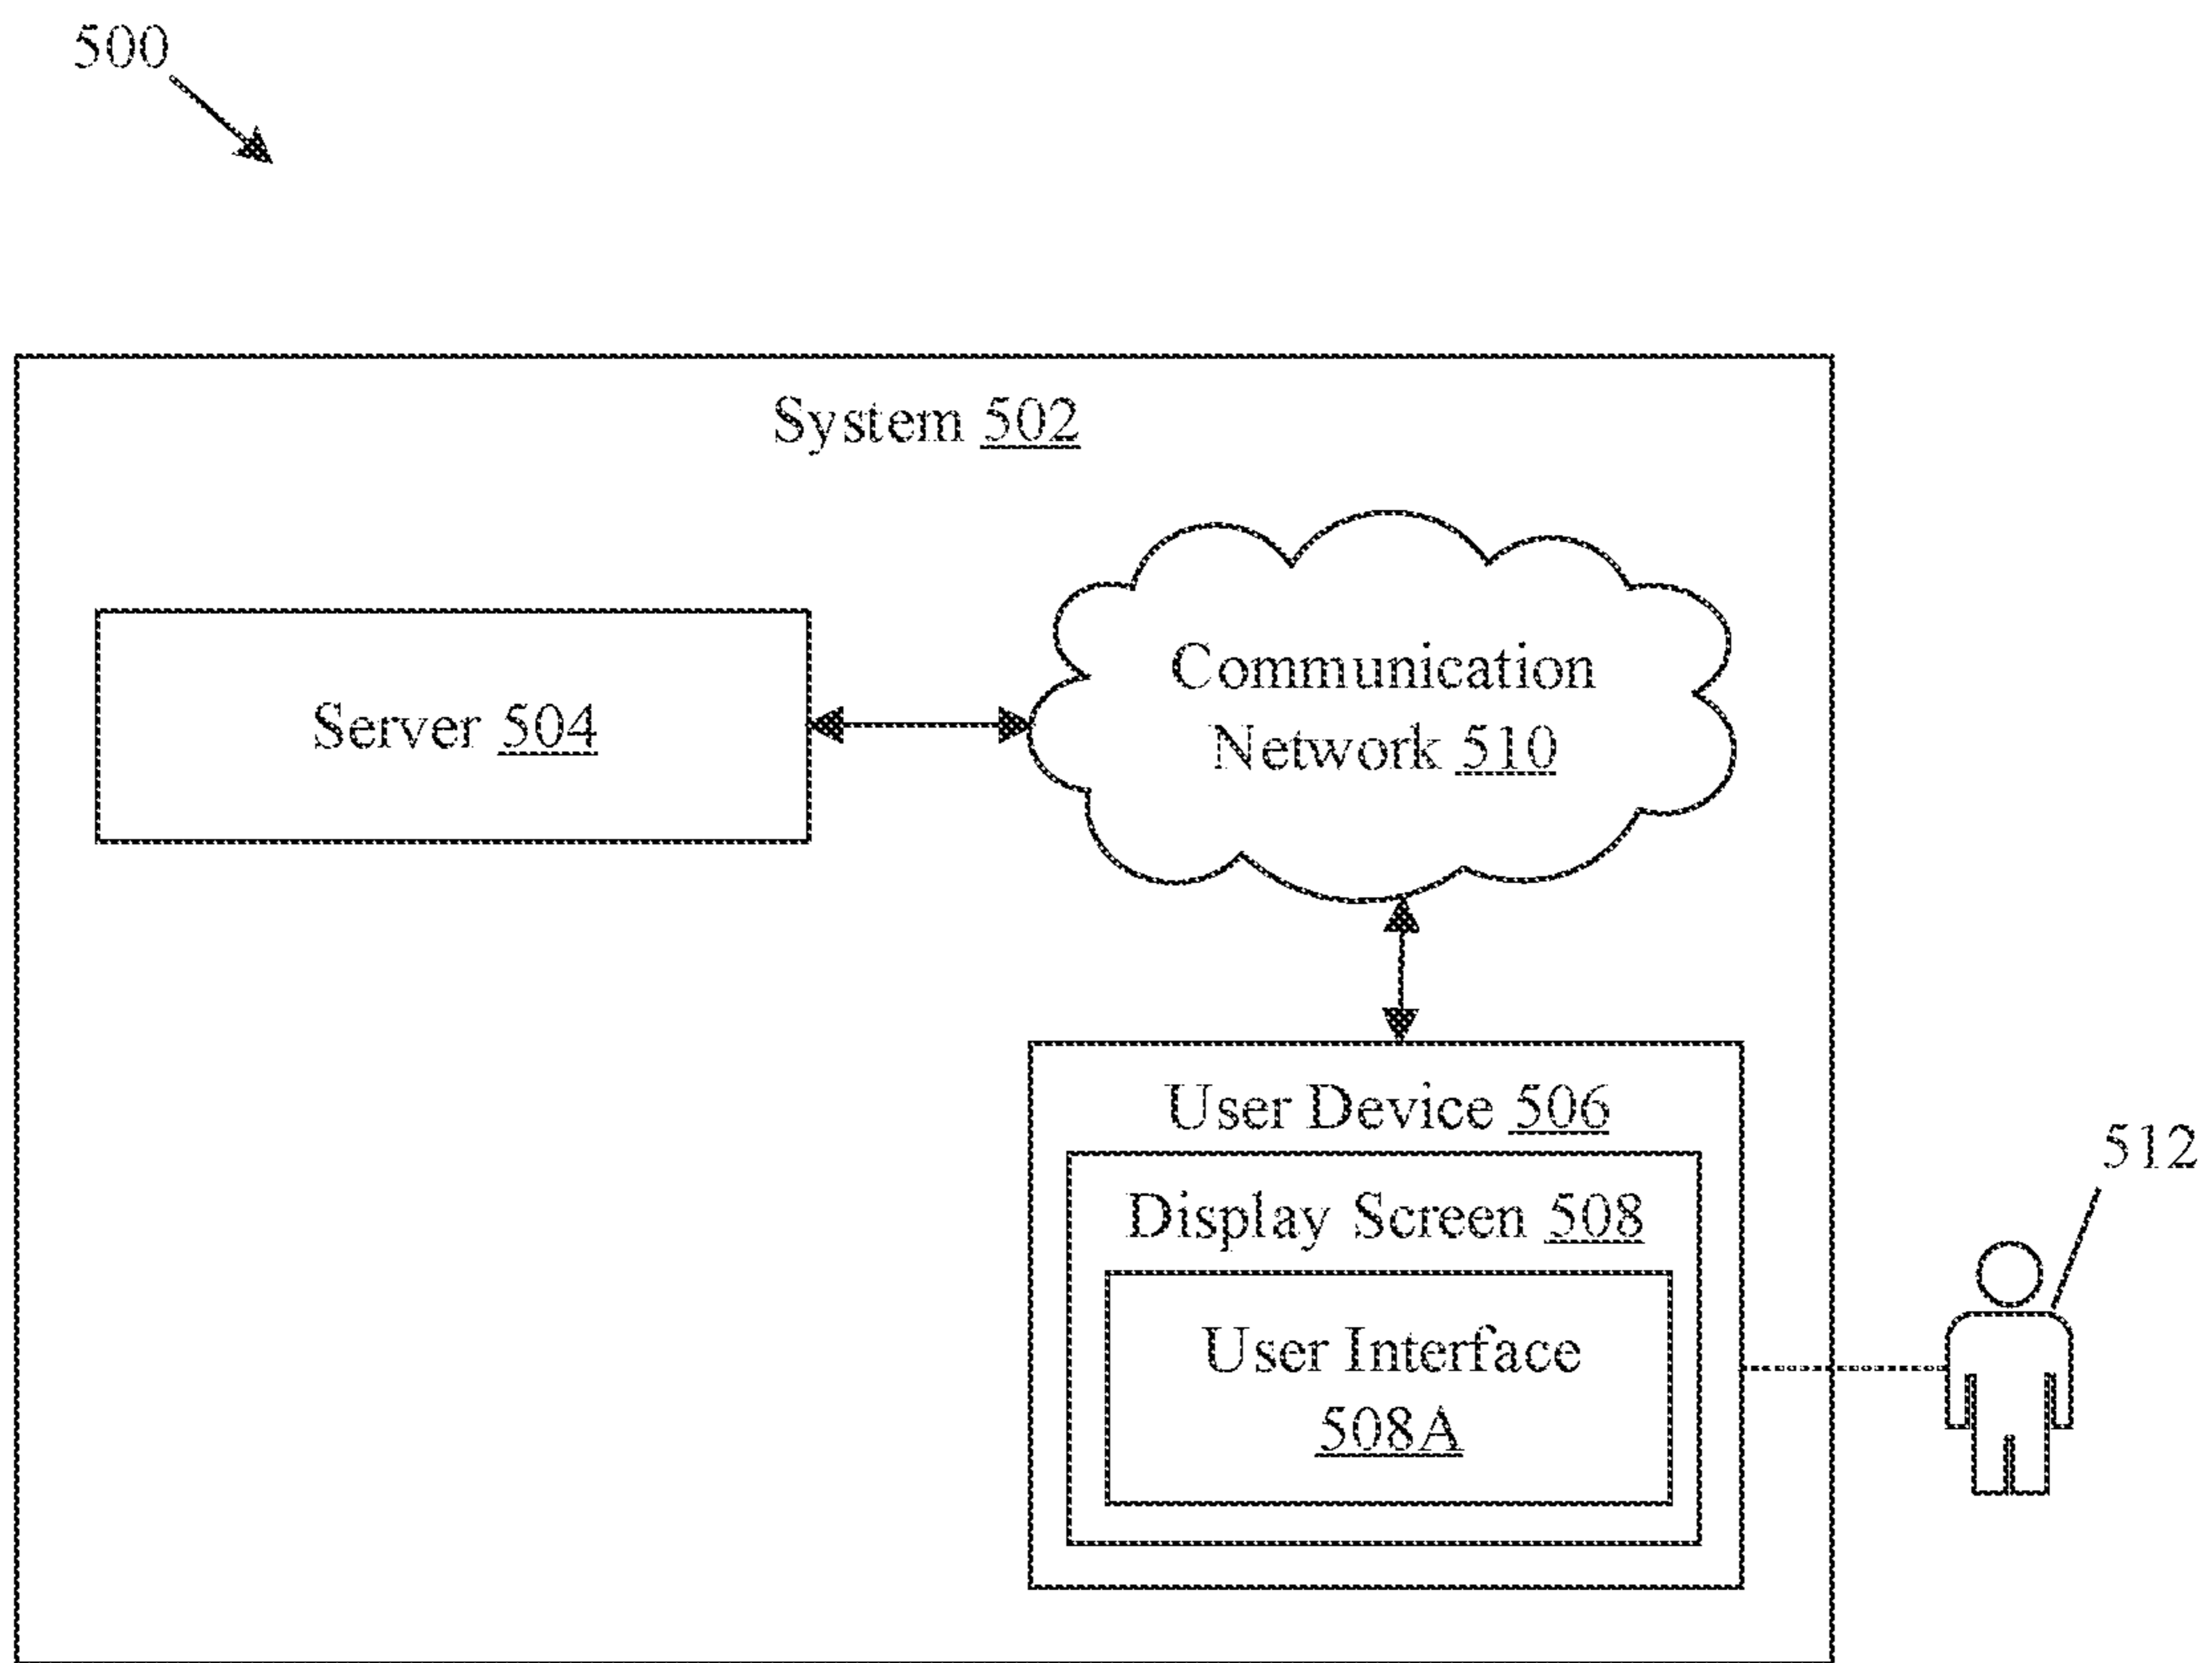 500
System 502
Communication
Network 510
Server 504
User Device 506
Display Screen 508
User Interface
508A
512